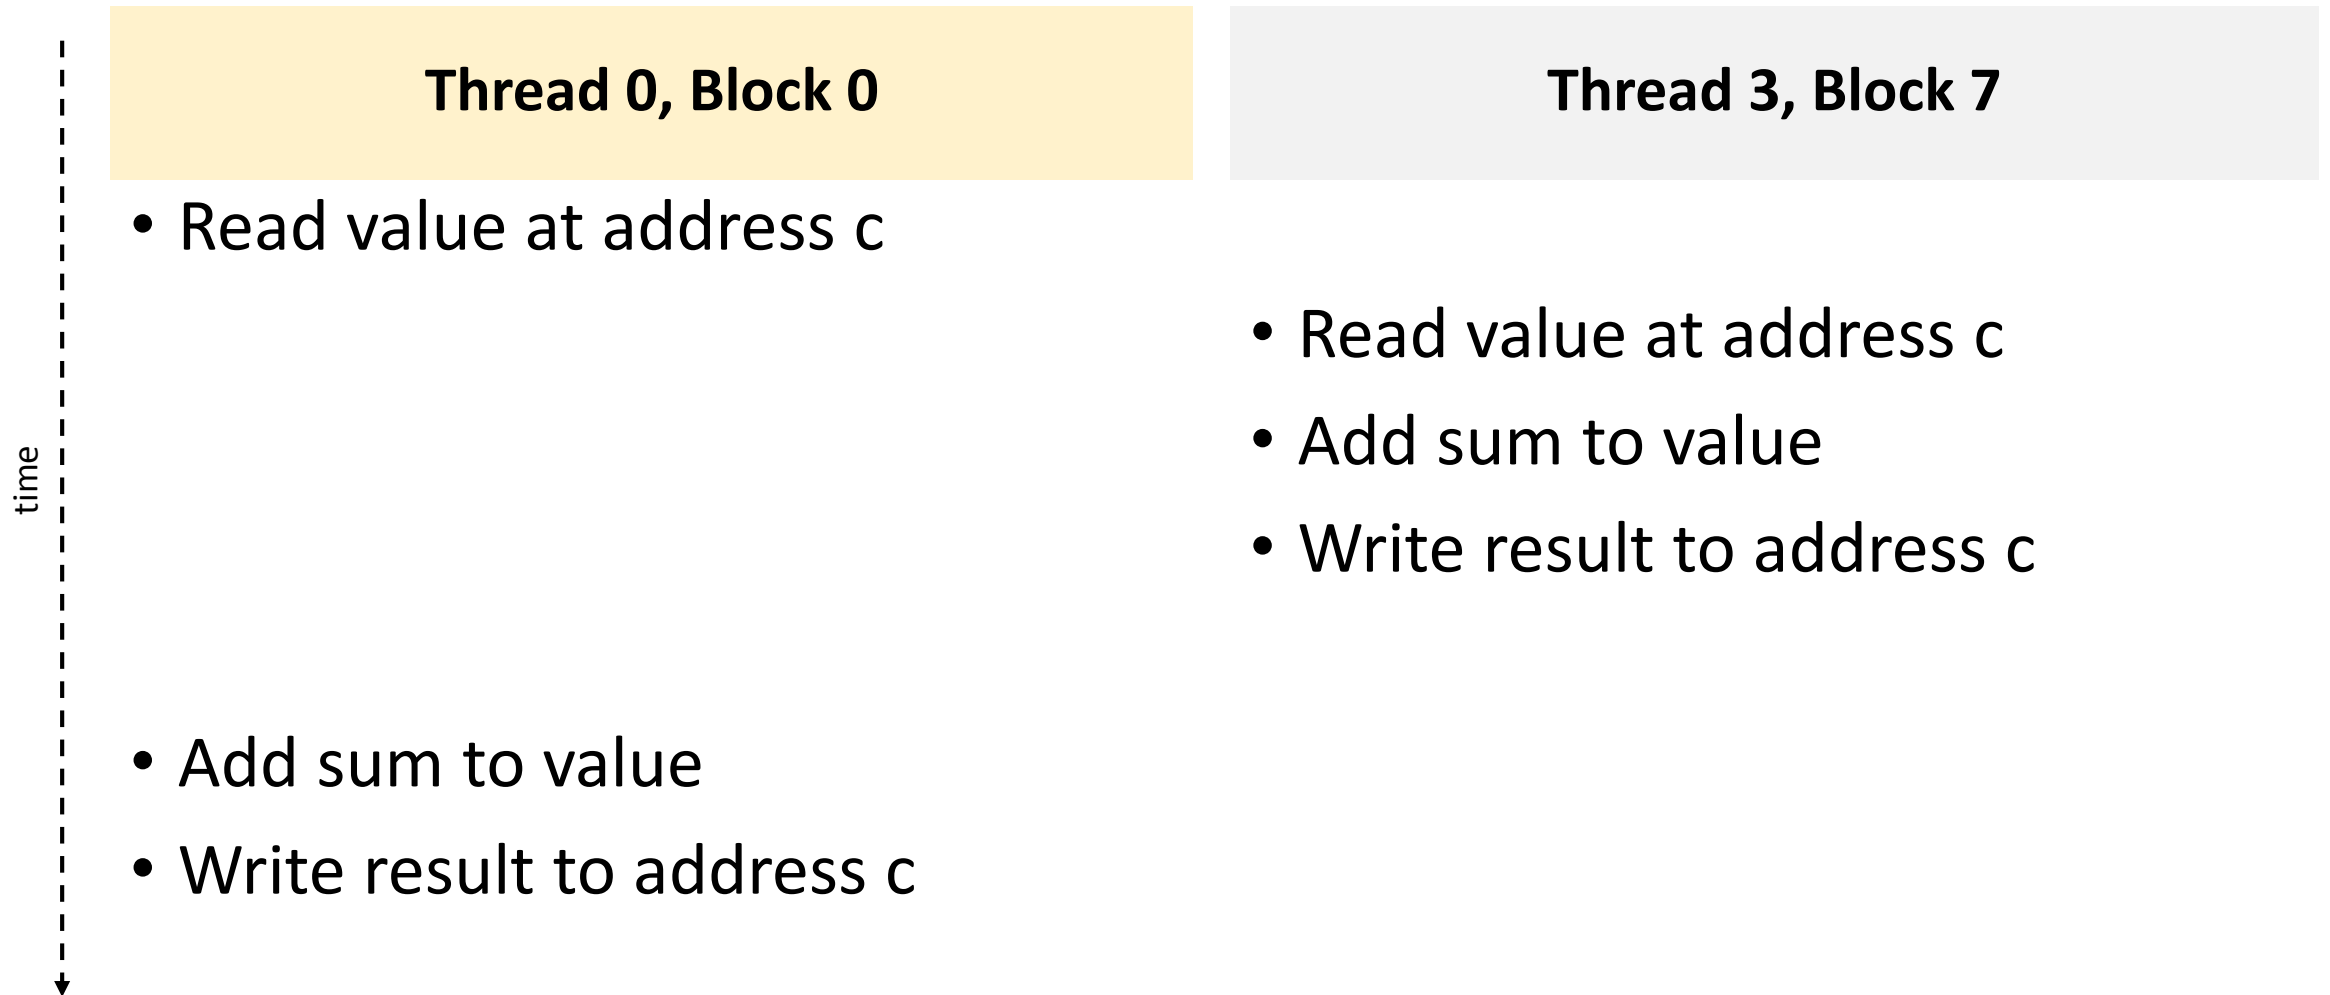 Thread 0, Block 0
Thread 3, Block 7
• Read value at address c
• Read value at address c
• Add sum to value
• Write result to address c
time
• Add sum to value
• Write result to address c